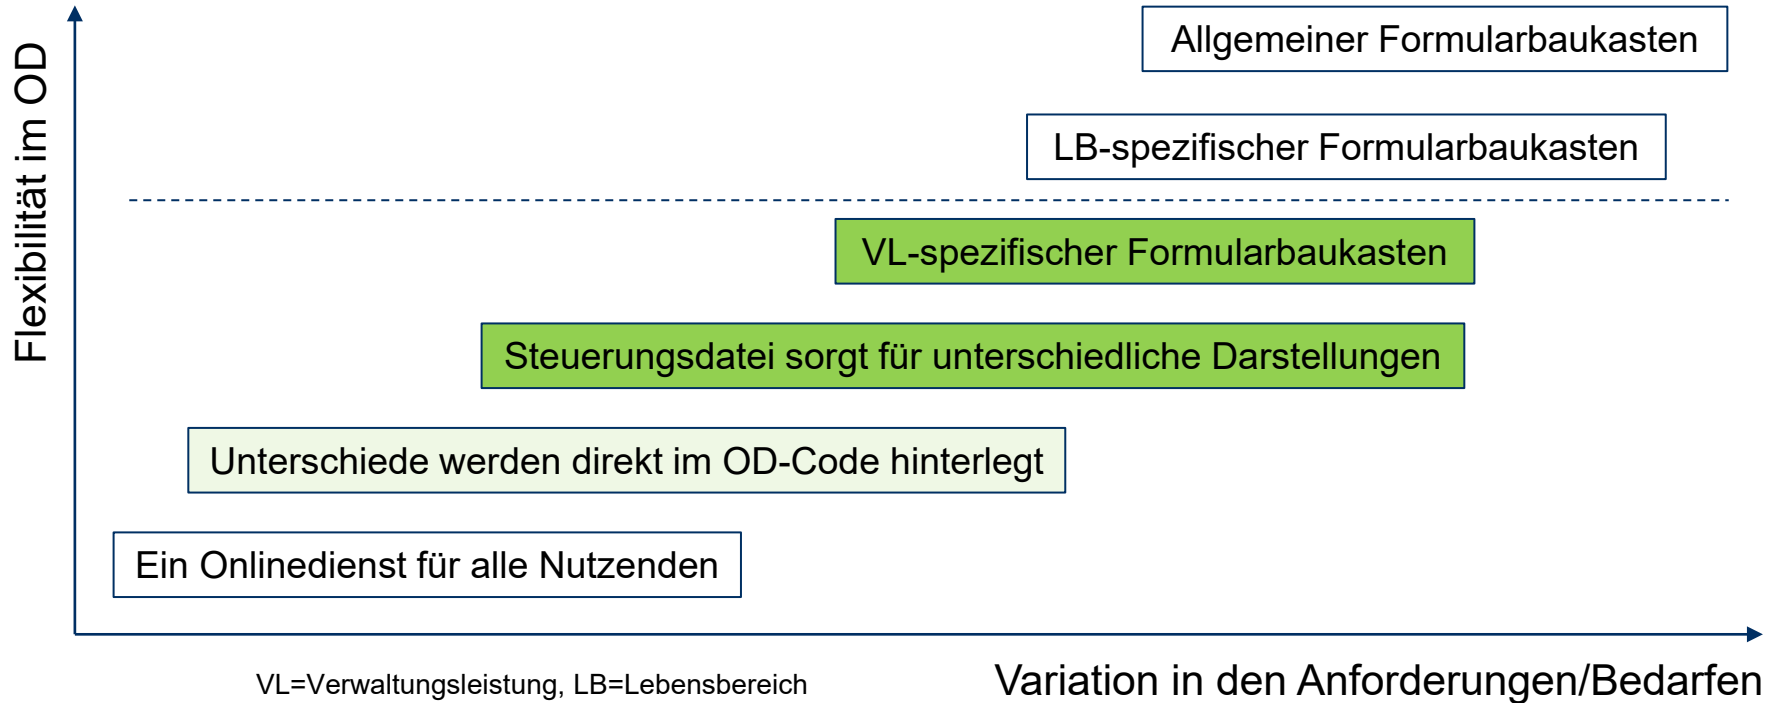 Flexibilität im OD
Allgemeiner Formularbaukasten
LB-spezifischer Formularbaukasten
VL-spezifischer Formularbaukasten
Steuerungsdatei sorgt für unterschiedliche Darstellungen
Unterschiede werden direkt im OD-Code hinterlegt
Ein Onlinedienst für alle Nutzenden
VL=Verwaltungsleistung, LB=Lebensbereich
Variation in den Anforderungen/Bedarfen